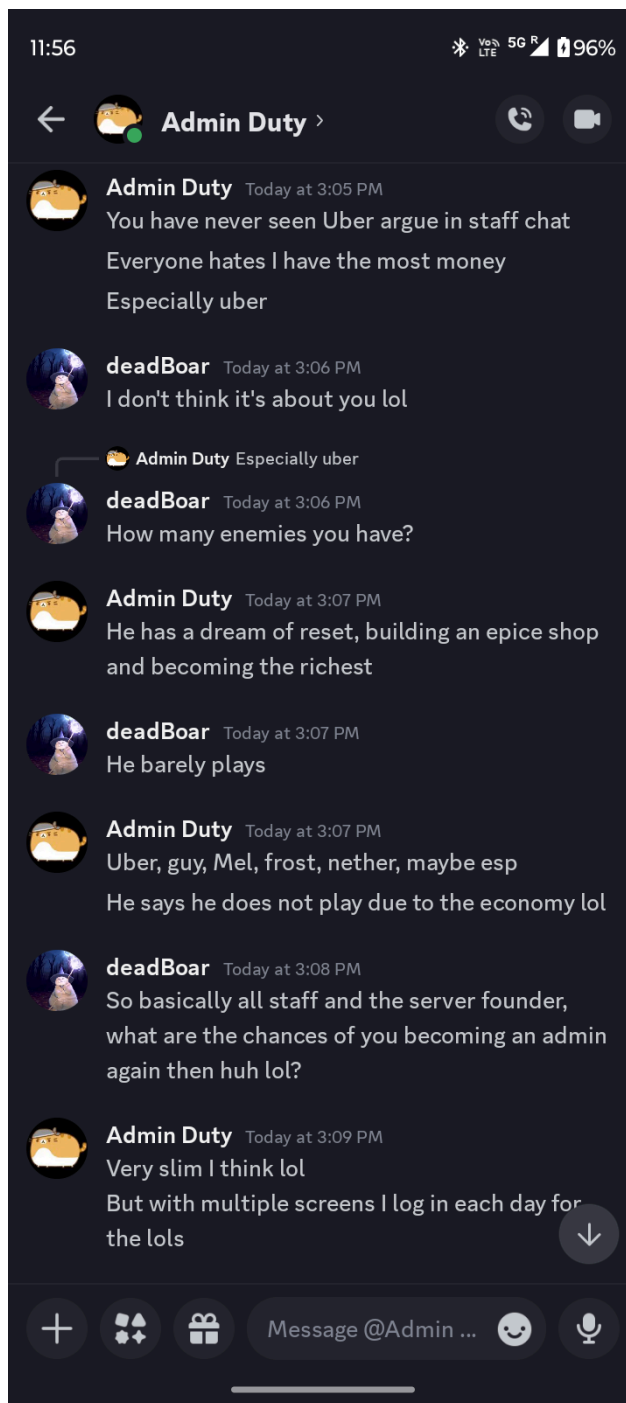 11:56
Vo LTE 5G R 96%
Admin Duty
Admin Duty Today at 3:05 PM
You have never seen Uber argue in staff chat
Everyone hates I have the most money
Especially uber
deadBoar Today at 3:06 PM
I don't think it's about you lol
Admin Duty Especially uber
deadBoar Today at 3:06 PM
How many enemies you have?
Admin Duty Today at 3:07 PM
He has a dream of reset, building an epice shop
and becoming the richest
deadBoar Today at 3:07 PM
He barely plays
Admin Duty Today at 3:07 PM
Uber, guy, Mel, frost, nether, maybe esp
He says he does not play due to the economy lol
deadBoar Today at 3:08 PM
So basically all staff and the server founder,
what are the chances of you becoming an admin
again then huh lol?
Admin Duty Today at 3:09 PM
Very slim I think lol
But with multiple screens I log in each day for
the lols
Message @Admin ...